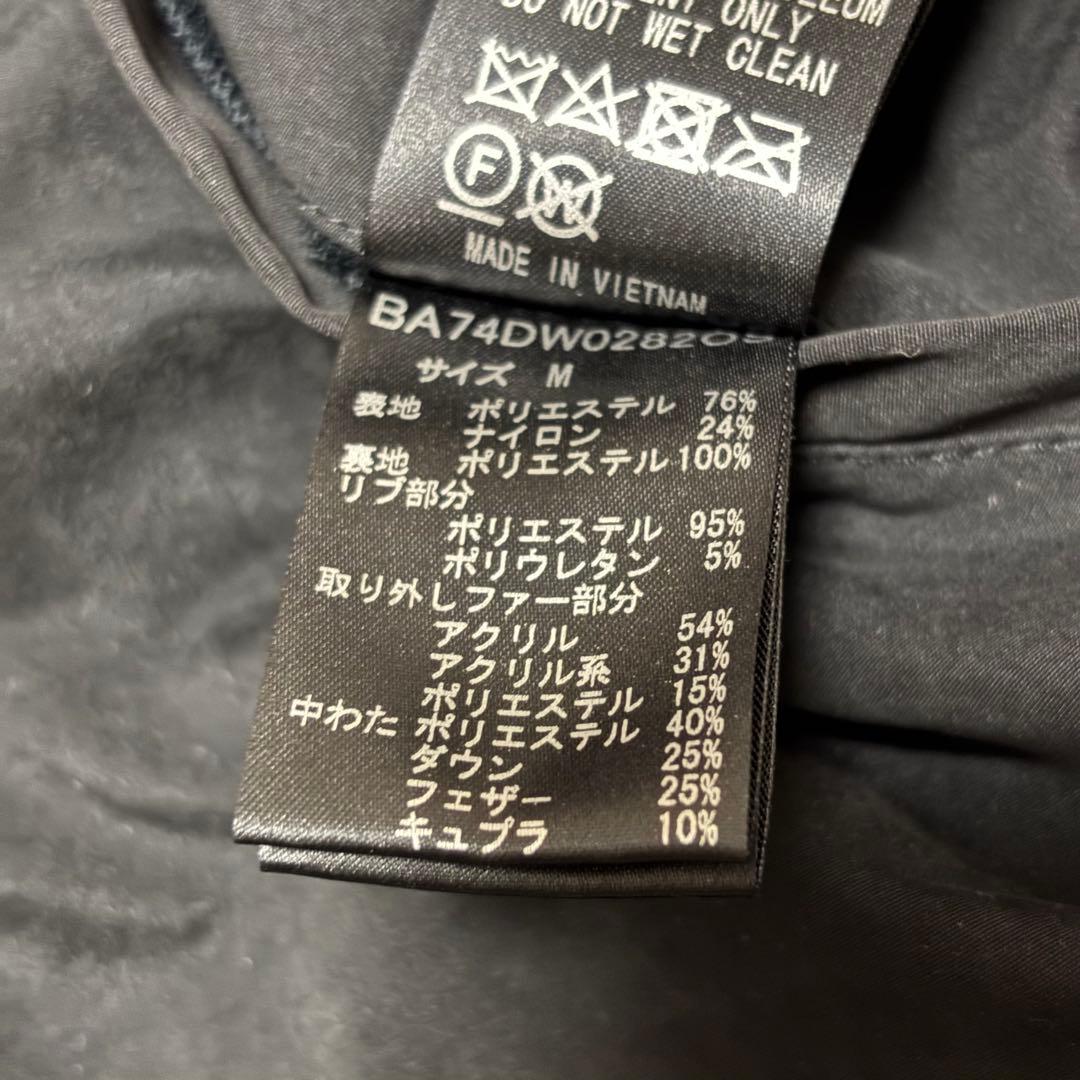 ONLY
DO NOT WET CLEAN
F
W
MADE IN VIETNAM
BA74DW028209
サイズ M
表地 ポリエステル 76%
ナイロン 24%
裏地 ポリエステル 100%
リブ部分
ポリエステル 95%
ポリウレタン 5%
取り外しファー部分
アクリル 54%
アクリル系 31%
ポリエステル 15%
中わた ポリエステル 40%
ダウン 25%
フェザー 25%
キュプラ 10%